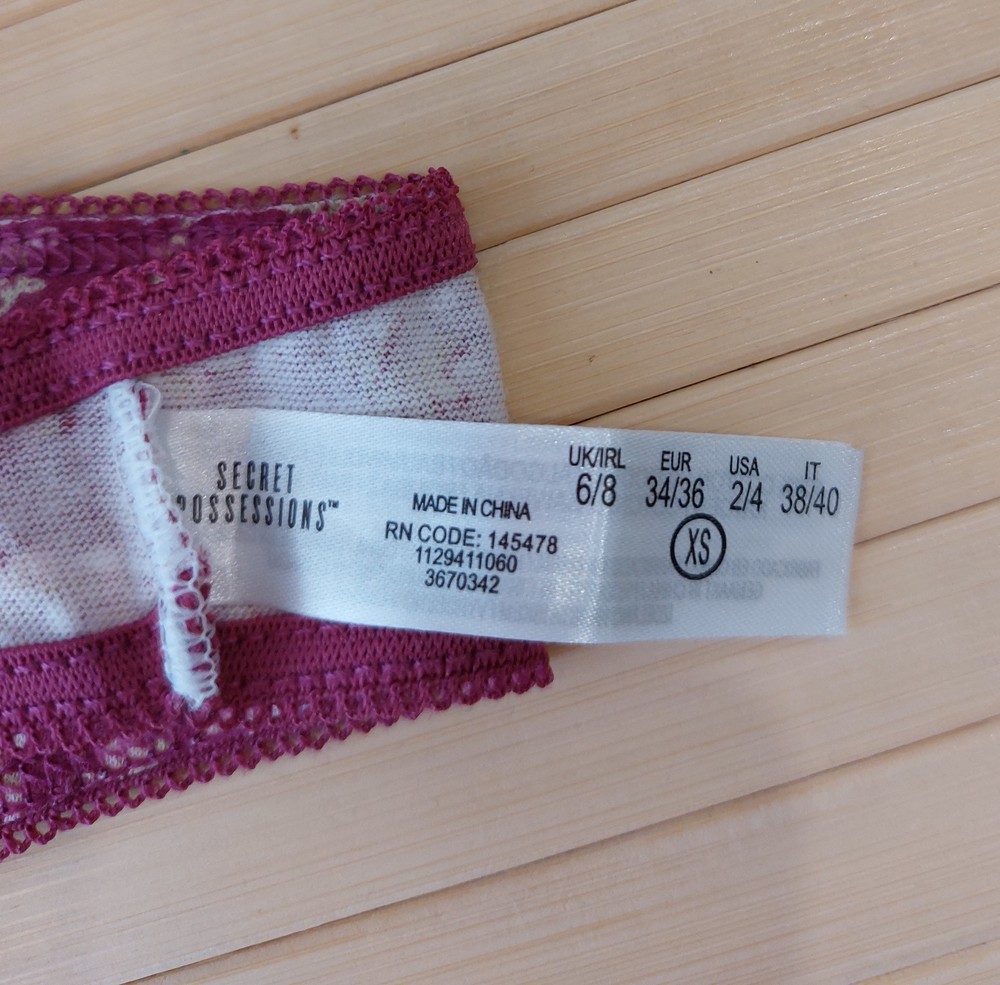 SECRET
POSSESSIONS™
MADE IN CHINA
RN CODE: 145478
1129411060
3670342
UK/IRL EUR USA IT
6/8 34/36 2/4 38/40
XS